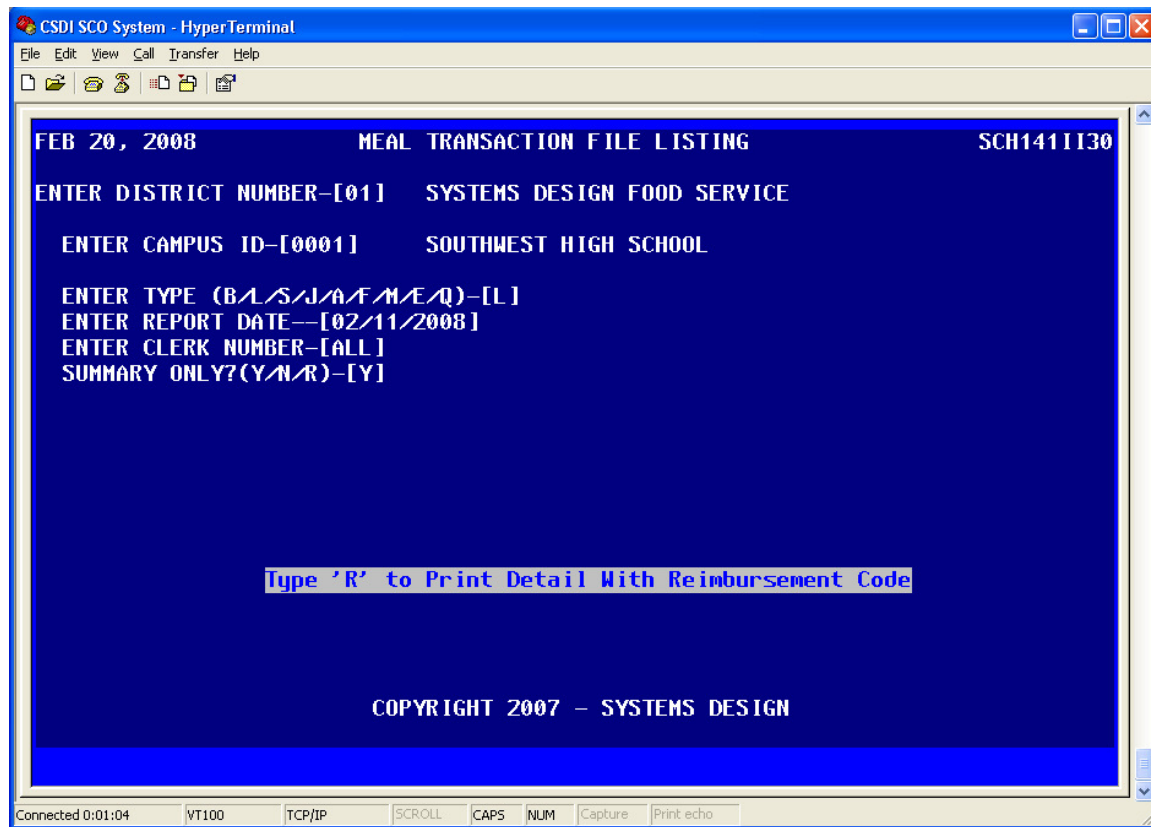 CSDI SCO System - HyperTerminal
File Edit View Call Transfer Help
FEB 20, 2008 MEAL TRANSACTION FILE LISTING SCH141II30
ENTER DISTRICT NUMBER-[01] SYSTEMS DESIGN FOOD SERVICE
ENTER CAMPUS ID-[0001] SOUTHWEST HIGH SCHOOL
ENTER TYPE (B/L/S/J/A/F/M/E/Q)-[L]
ENTER REPORT DATE--[02/11/2008]
ENTER CLERK NUMBER-[ALL]
SUMMARY ONLY?(Y/N/R)-[Y]
Type 'R' to Print Detail With Reimbursement Code
COPYRIGHT 2007 - SYSTEMS DESIGN
Connected 0:01:04 VT100 TCP/IP SCROLL CAPS NUM Capture Print echo